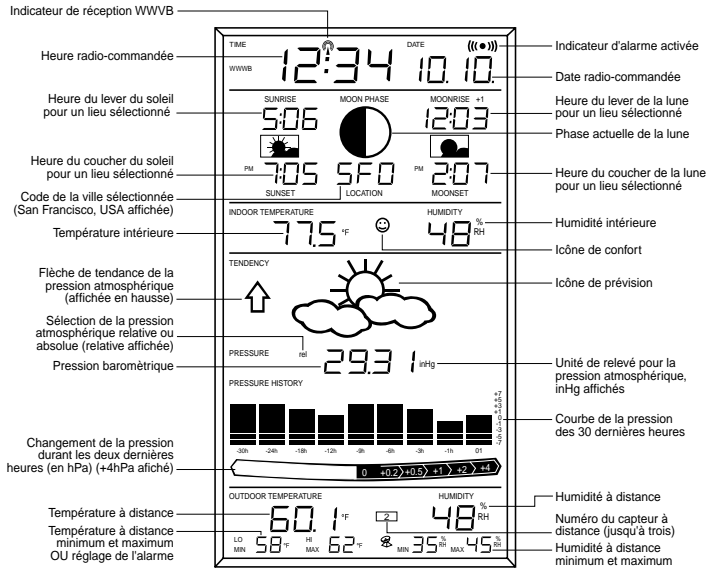 Indicateur de réception WWVB
Heure radio-commandée
Heure du lever du soleil
pour un lieu sélectionné
Heure du coucher du soleil
pour un lieu sélectionné
Code de la ville sélectionnée
(San Francisco, USA affichée)
Température intérieure
Flèche de tendance de la
pression atmosphérique
(affichée en hausse)
Sélection de la pression
atmosphérique relative ou
absolue (relative affichée)
Pression baromètrique
Changement de la pression
durant les deux dernières
heures (en hPa) (+4hPa afiché)
Température à distance
Température à distance
minimum et maximum
OU réglage de l'alarme
TIME
WWWB
12:34
DATE
10.10.
SUNRISE
5:06
MOON PHASE
MOONRISE +1
12:03
PM 7:05
SUNSET
SFO
LOCATION
PM 2:07
MOONSET
INDOOR TEMPERATURE
77.5 °F
HUMIDITY
48 % RH
TENDENCY
PRESSURE rel 29.31 inHg
PRESSURE HISTORY
+7
+5
+3
+1
0
-1
-3
-5
-7
-30h -24h -18h -12h -9h -6h -3h -1h 01
0 +0.2 +0.5 +1 +2 +4
OUTDOOR TEMPERATURE
60.1 °F
2
HUMIDITY
48 % RH
LO
MIN 58 °F
HI
MAX 62 °F
MIN 35 % RH MAX 45 % RH
Indicateur d'alarme activée
Date radio-commandée
Heure du lever de la lune
pour un lieu sélectionné
Phase actuelle de la lune
Heure du coucher de la lune
pour un lieu sélectionné
Humidité intérieure
Icône de confort
Icône de prévision
Unité de relevé pour la
pression atmosphérique,
inHg affichés
Courbe de la pression
des 30 dernières heures
Humidité à distance
Numéro du capteur à
distance (jusqu'à trois)
Humidité à distance
minimum et maximum